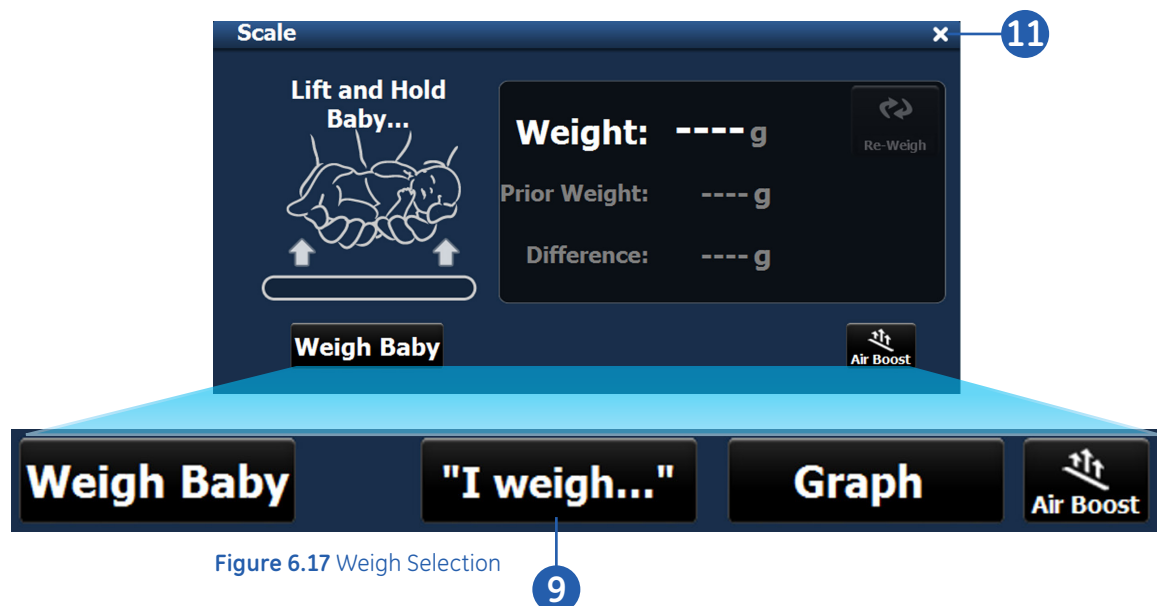 Scale
11
Lift and Hold
Baby...
Weight: ----g
Re-Weigh
Prior Weight: ----g
Difference: ----g
Weigh Baby
Air Boost
Weigh Baby
"I weigh..."
Graph
Air Boost
Figure 6.17 Weigh Selection
9